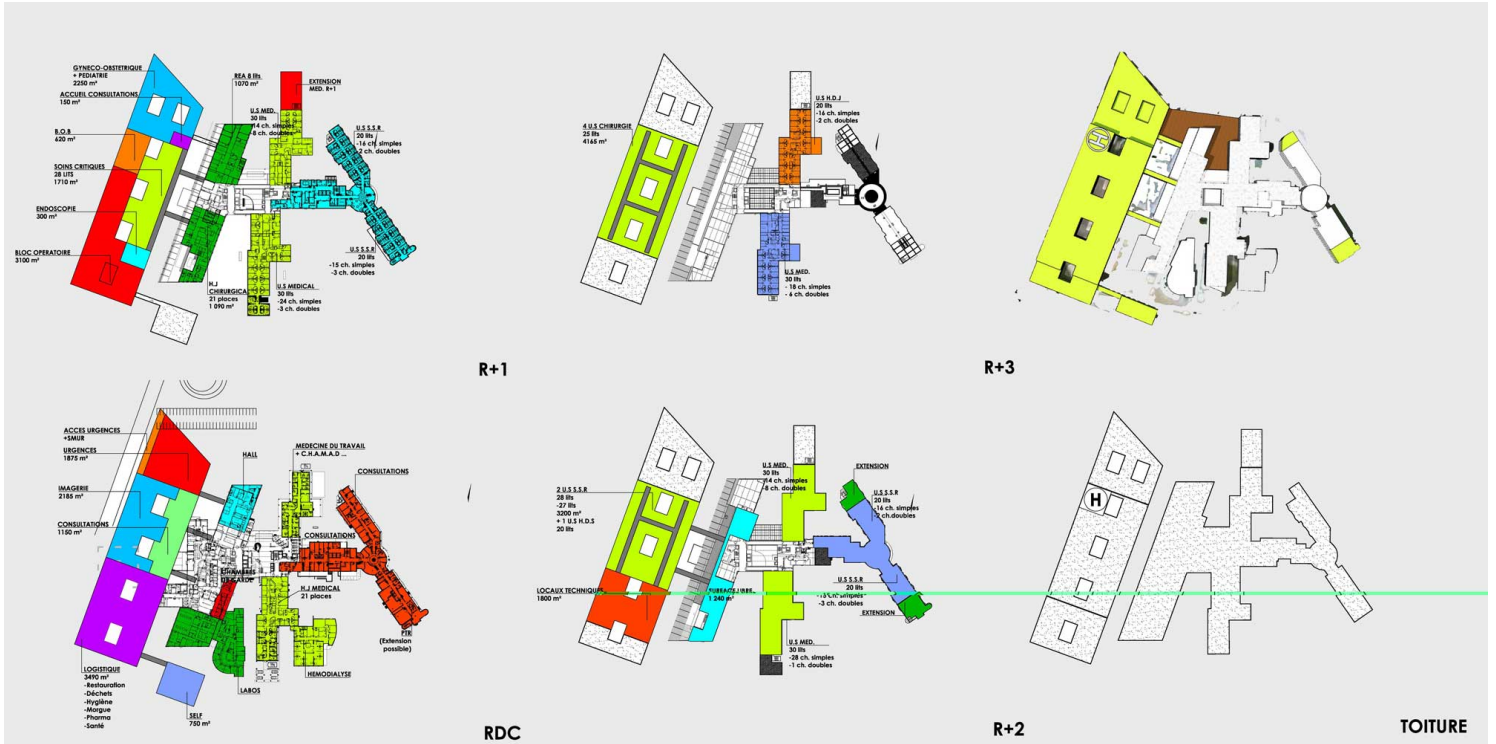 GYNECO-OBSTETRIQUE
+ PEDIATRIE
2250 m²
ACCUEIL CONSULTATIONS
150 m²
B.O.B
620 m²
SOINS CRITIQUES
28 LITS
1710 m²
ENDOSCOPIE
300 m²
BLOC OPERATOIRE
3100 m²
REA 8 lits
1070 m²
EXTENSION
MED. R+1
U.S MED.
30 lits
-14 ch. simples
-8 ch. doubles
U.S S.S.R
20 lits
-16 ch. simples
-2 ch. doubles
U.S S.S.R
20 lits
-15 ch. simples
-3 ch. doubles
H.J
CHIRURGICAL
21 places
1 090 m²
U.S MEDICAL
30 lits
-24 ch. simples
-3 ch. doubles
R+1
4 U.S CHIRURGIE
25 lits
4165 m²
U.S H.D.J
20 lits
-16 ch. simples
-2 ch. doubles
U.S MED.
30 lits
- 18 ch. simples
- 6 ch. doubles
R+3
H
ACCES URGENCES
+SMUR
URGENCES
1875 m²
IMAGERIE
2185 m²
CONSULTATIONS
1150 m²
HALL
MEDECINE DU TRAVAIL
+ C.H.A.M.A.D ...
CONSULTATIONS
CONSULTATIONS
CHAMBRES
DE GARDE
H.J MEDICAL
21 places
PTR
(Extension
possible)
HEMODIALYSE
LABOS
LOGISTIQUE
3490 m²
-Restauration
-Déchets
-Hygiène
-Morgue
-Pharma
-Santé
SELF
750 m²
RDC
2 U.S S.S.R
28 lits
-27 lits
3200 m²
+ 1 U.S H.D.S
20 lits
LOCAUX TECHNIQUES
1800 m²
SURFACE LIBRE
1 240 m²
U.S MED.
30 lits
-14 ch. simples
-8 ch. doubles
EXTENSION
U.S S.S.R
20 lits
-16 ch. simples
-2 ch.doubles
U.S S.S.R
20 lits
-15 ch. simples
-3 ch. doubles
EXTENSION
U.S MED.
30 lits
-28 ch. simples
-1 ch. doubles
R+2
H
TOITURE